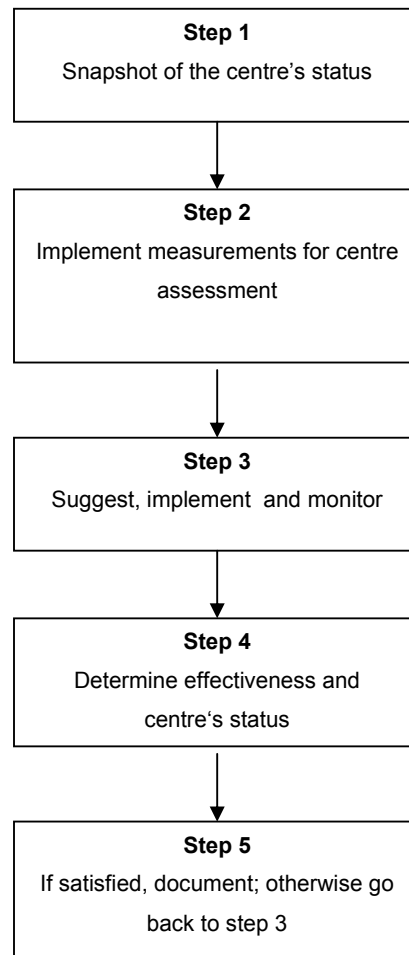 Step 1
Snapshot of the centre’s status
Step 2
Implement measurements for centre
assessment
Step 3
Suggest, implement  and monitor
Step 4
Determine effectiveness and
centre‘s status
Step 5
If satisfied, document; otherwise go
back to step 3